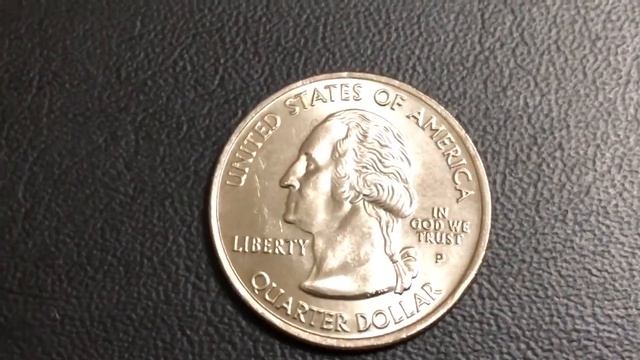 UNITED STATES OF AMERICA
LIBERTY
IN
GOD WE
TRUST
P
QUARTER DOLLAR